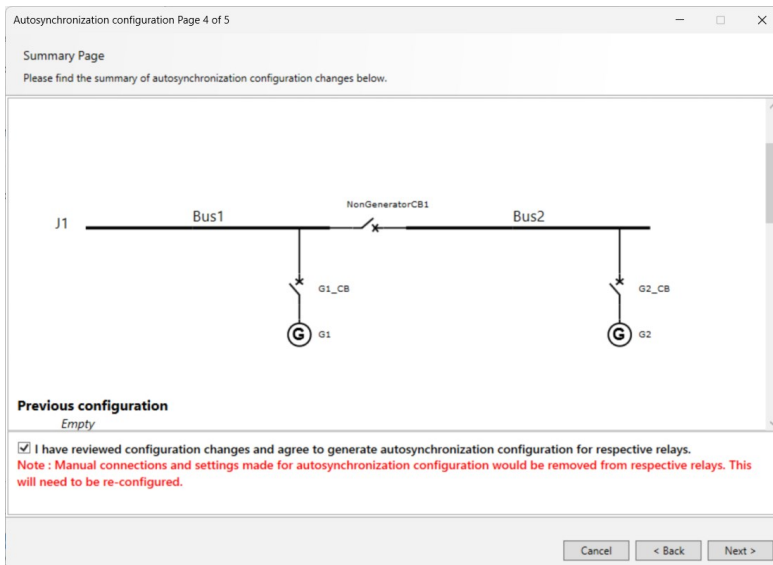 Autosynchronization configuration Page 4 of 5
Summary Page
Please find the summary of autosynchronization configuration changes below.
NonGeneratorCB1
J1 Bus1 Bus2
G1_CB G2_CB
G G1 G G2
Previous configuration
Empty
I have reviewed configuration changes and agree to generate autosynchronization configuration for respective relays.
Note : Manual connections and settings made for autosynchronization configuration would be removed from respective relays. This
will need to be re-configured.
Cancel < Back Next >